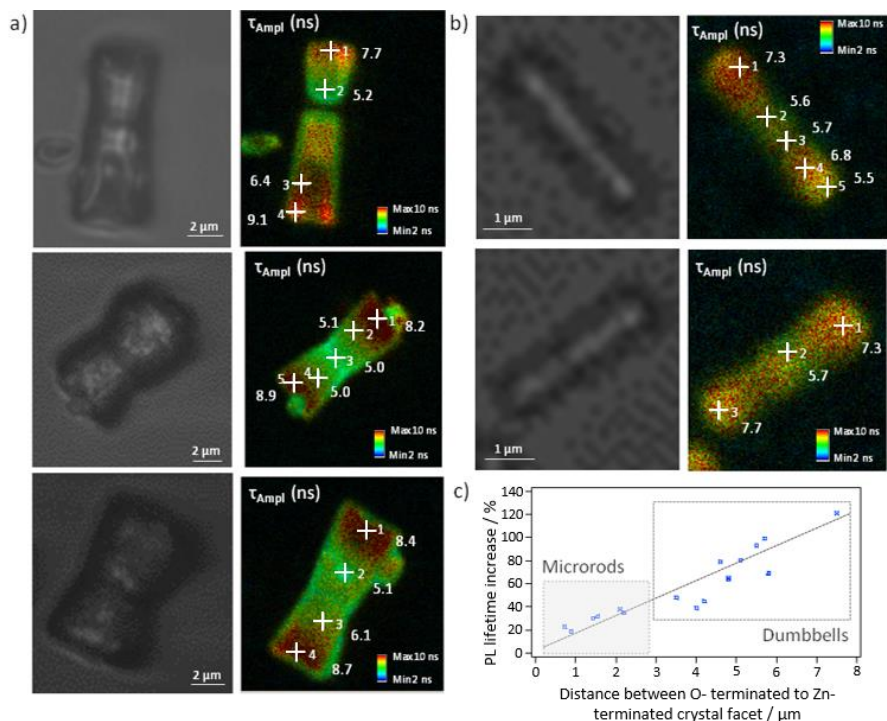 a)
2 µm
τAmpl (ns)
1
7.7
2
5.2
6.4
3
4
9.1
Max10 ns
Min2 ns
2 µm
τAmpl (ns)
5.1
1
2
8.2
3
4
5
5.0
5.0
8.9
Max10 ns
Min2 ns
2 µm
τAmpl (ns)
1
8.4
2
5.1
3
6.1
4
8.7
Max10 ns
Min2 ns
b)
1 µm
τAmpl (ns)
Max10 ns
Min2 ns
1
7.3
2
5.6
3
5.7
4
6.8
5
5.5
1 µm
τAmpl (ns)
1
7.3
2
5.7
3
7.7
Max10 ns
Min2 ns
c)
PL lifetime increase / %
140
120
100
80
60
40
20
0
Microrods
Dumbbells
0 1 2 3 4 5 6 7 8
Distance between O- terminated to Zn-
terminated crystal facet / µm